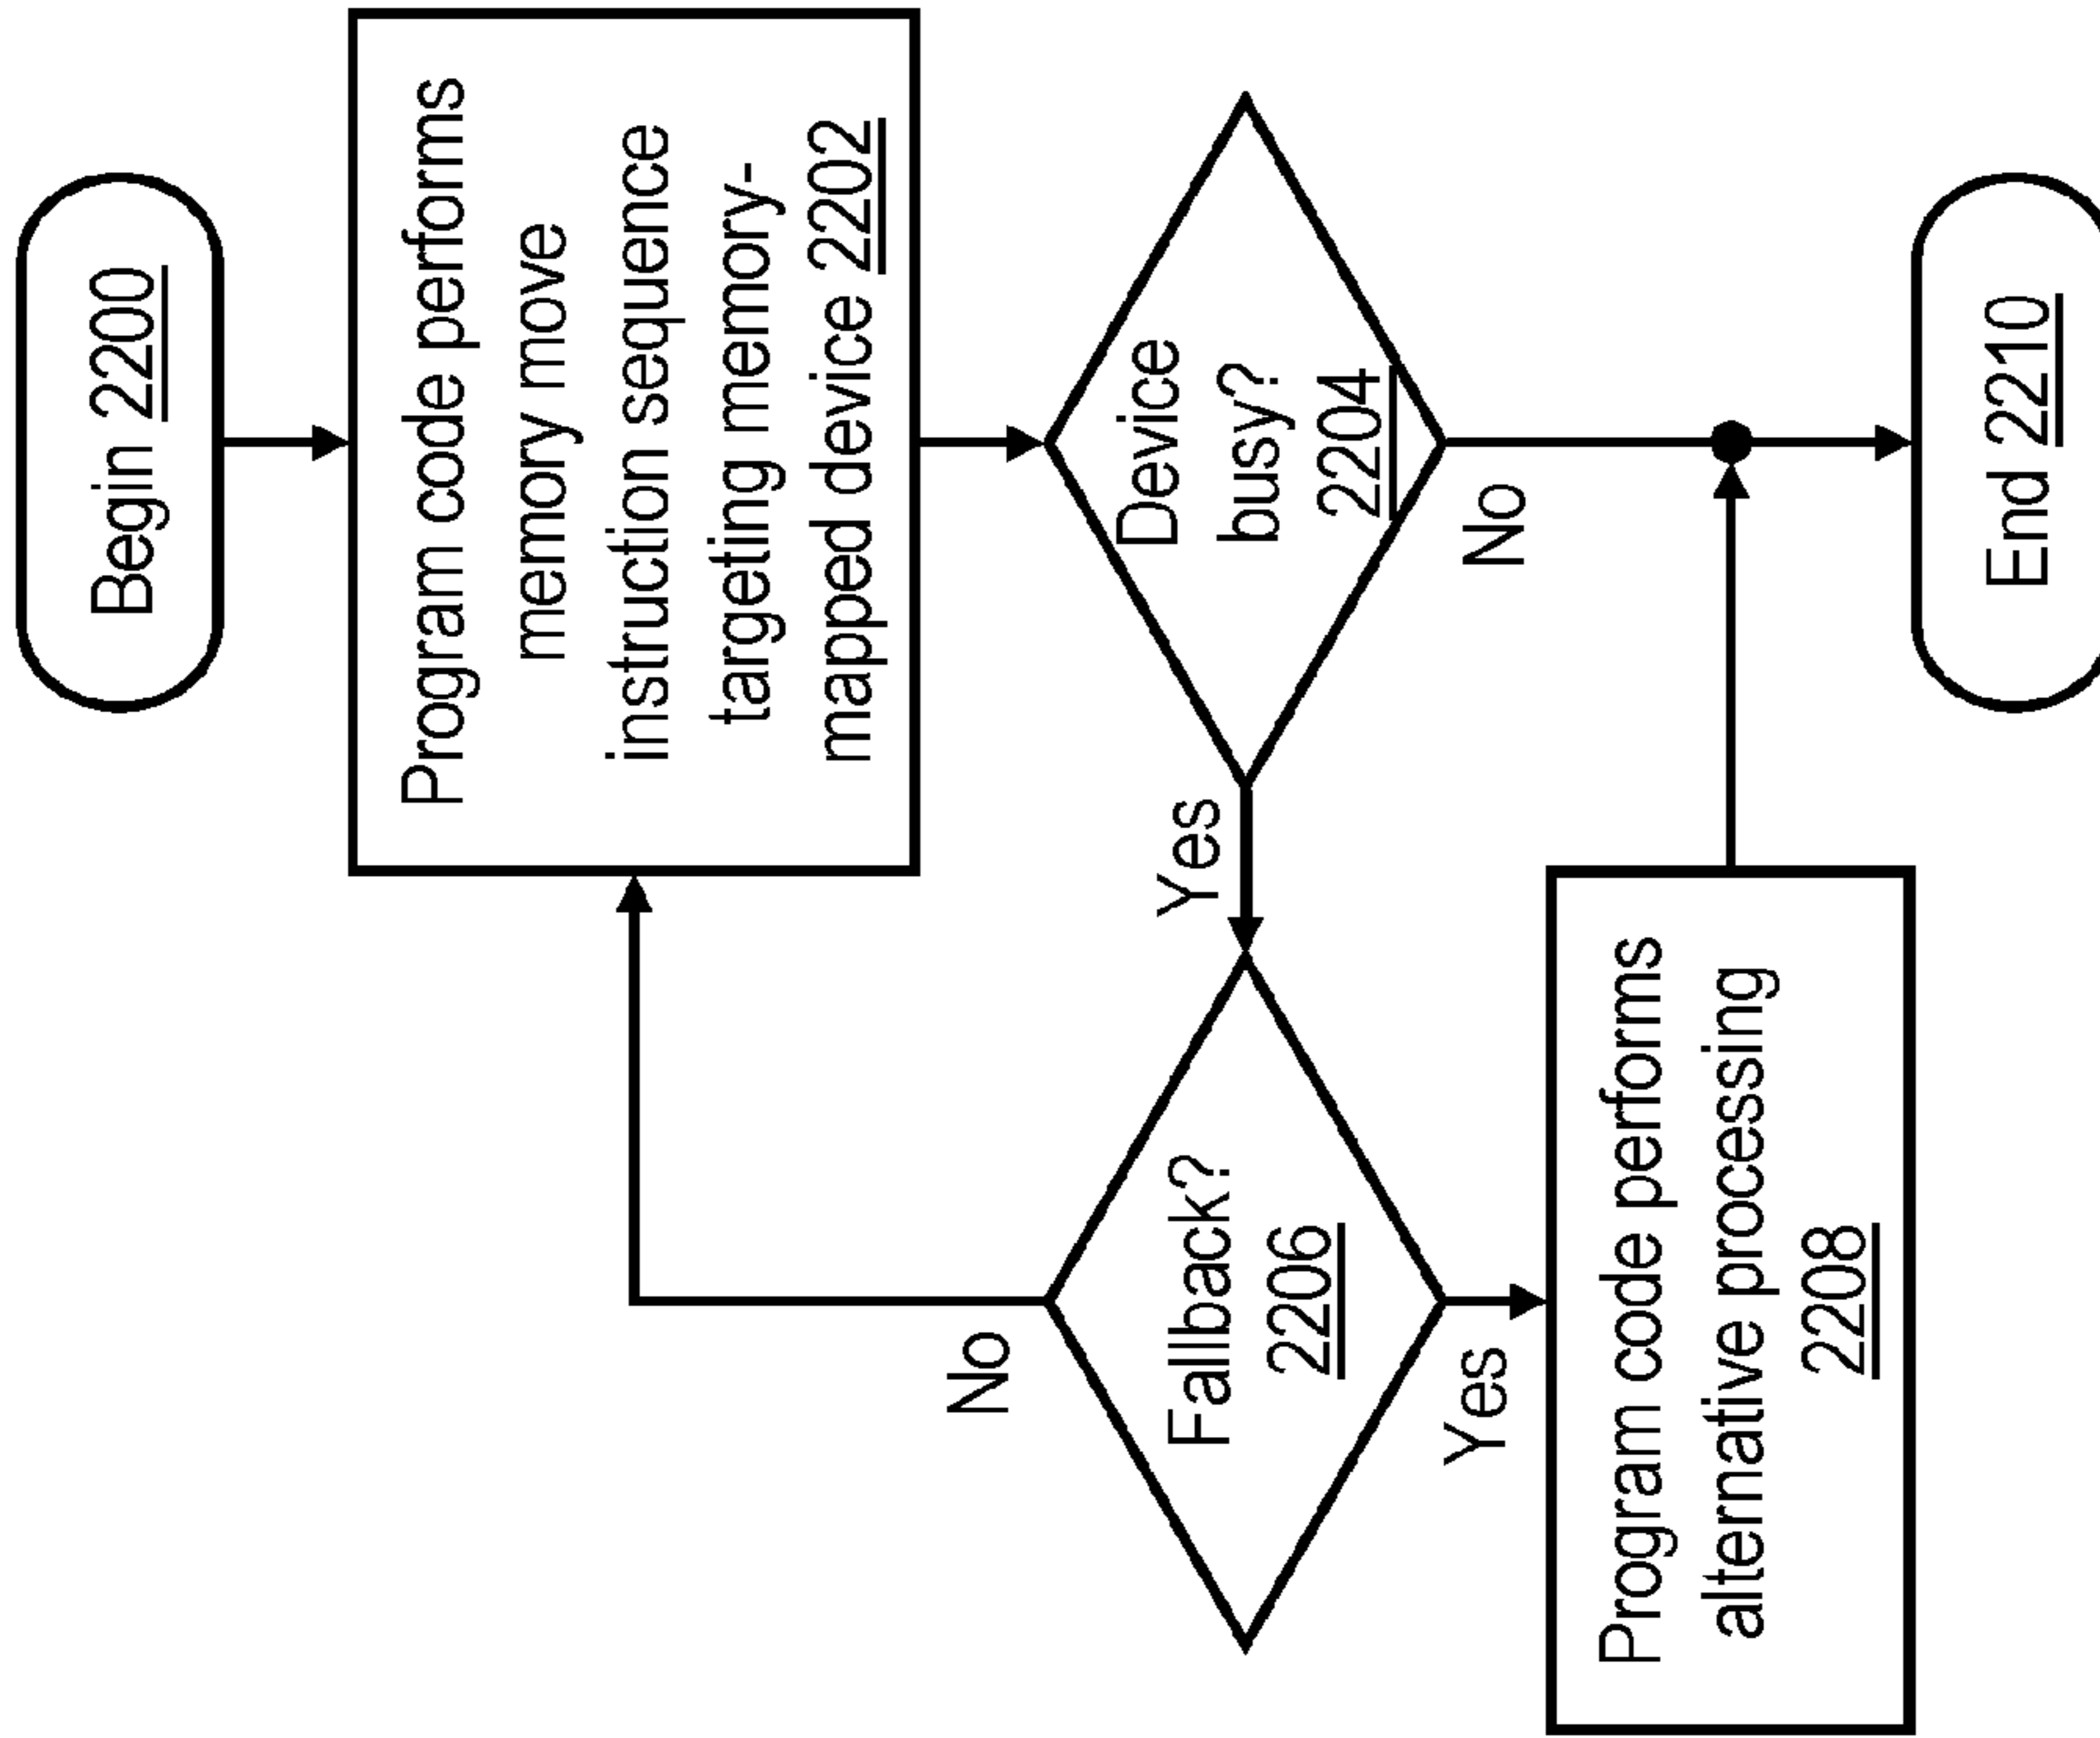 Begin 2200
Program code performs
memory move
instruction sequence
targeting memory-
mapped device 2202
Device
busy?
2204
Yes
No
Fallback?
2206
No
Yes
Program code performs
alternative processing
2208
End 2210